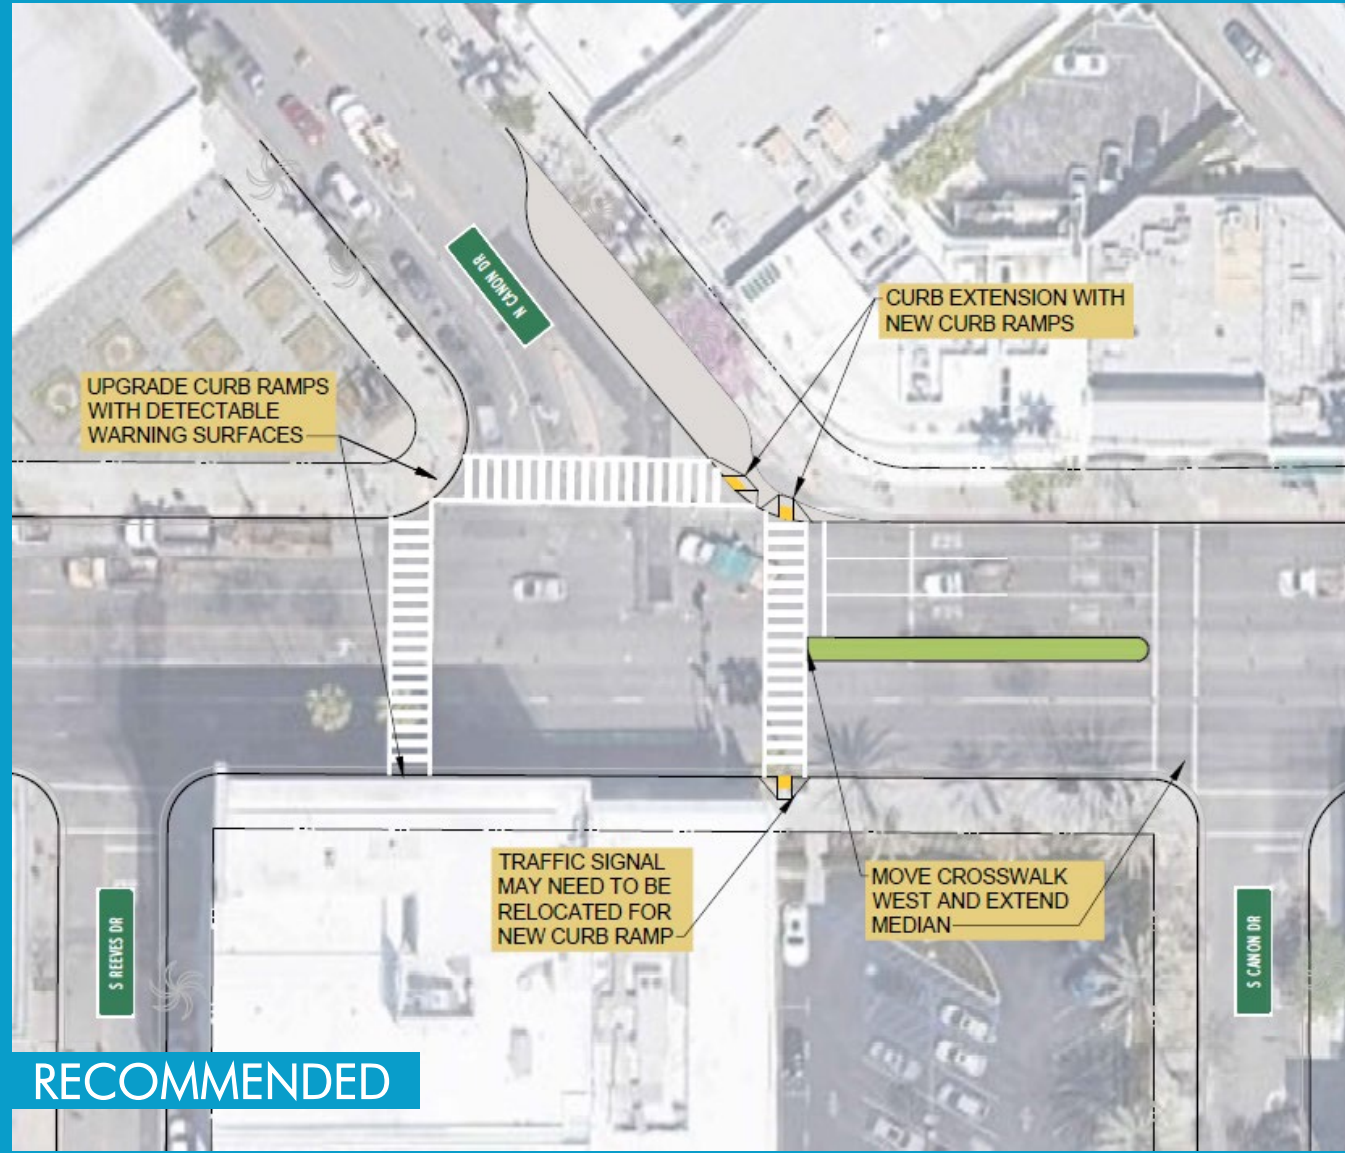 N CANON DR
CURB EXTENSION WITH
NEW CURB RAMPS
UPGRADE CURB RAMPS
WITH DETECTABLE
WARNING SURFACES
TRAFFIC SIGNAL
MAY NEED TO BE
RELOCATED FOR
NEW CURB RAMP
MOVE CROSSWALK
WEST AND EXTEND
MEDIAN
S REEVES DR
S CANON DR
RECOMMENDED